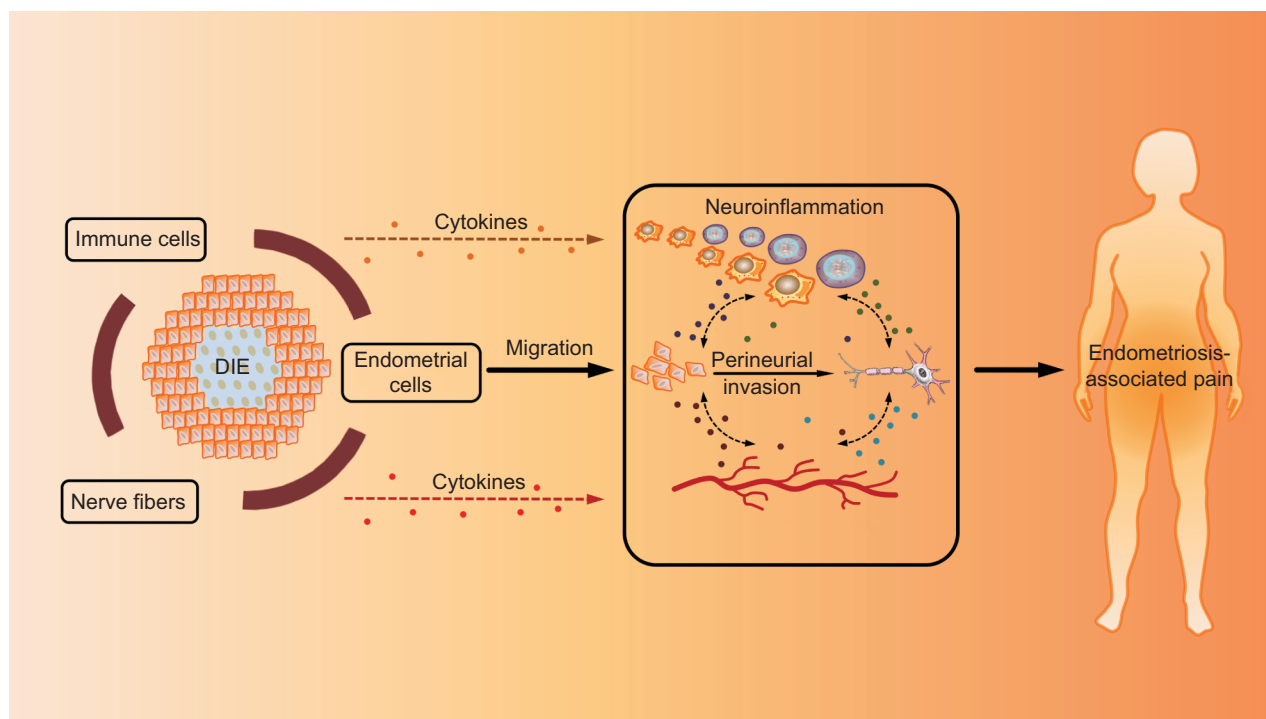 Immune cells
DIE
Endometrial
cells
Nerve fibers
Cytokines
Migration
Cytokines
Neuroinflammation
Perineurial
invasion
Endometriosis-
associated pain